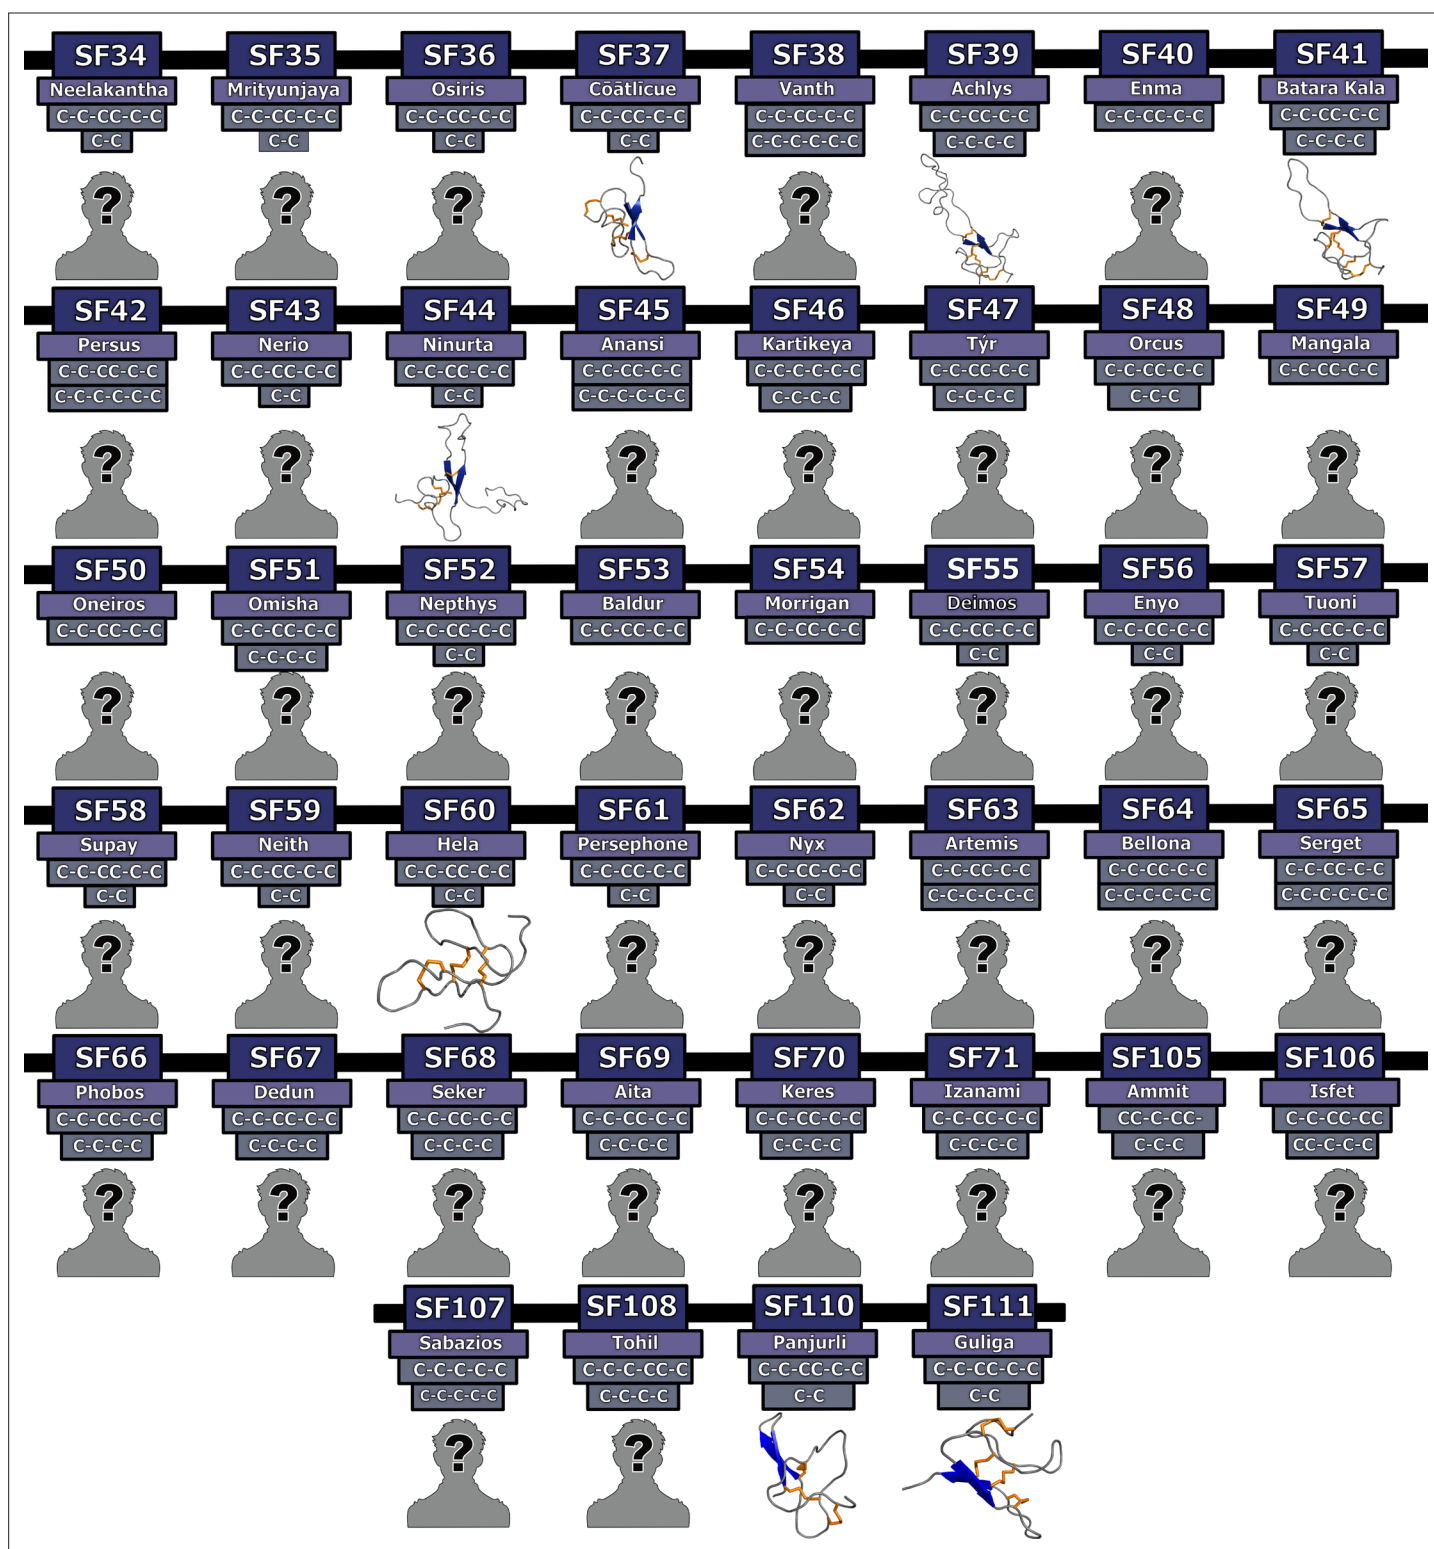 SF34 SF35 SF36 SF37 SF38 SF39 SF40 SF41
Neelakantha Mrityunjaya Osiris Cōātlīcue Vanth Achlys Enma Batara Kala
C-C-CC-C-C C-C-CC-C-C C-C-CC-C-C C-C-CC-C-C C-C-CC-C-C C-C-CC-C-C C-C-CC-C-C C-C-CC-C-C
C-C C-C C-C C-C C-C-C-C-C-C C-C-C-C C-C-C-C
? ? ? ? ?
SF42 SF43 SF44 SF45 SF46 SF47 SF48 SF49
Persus Nerio Ninurta Anansi Kartikeya Týr Orcus Mangala
C-C-CC-C-C C-C-CC-C-C C-C-CC-C-C C-C-CC-C-C C-C-C-C-C-C C-C-CC-C-C C-C-CC-C-C C-C-CC-C-C
C-C-C-C-C-C C-C C-C C-C-C-C-C-C C-C-C-C C-C-C-C C-C-C
? ? ? ? ? ? ?
SF50 SF51 SF52 SF53 SF54 SF55 SF56 SF57
Oneiros Omisha Nepthys Baldur Morrigan Deimos Enyo Tuoni
C-C-CC-C-C C-C-CC-C-C C-C-CC-C-C C-C-CC-C-C C-C-CC-C-C C-C-CC-C-C C-C-CC-C-C C-C-CC-C-C
C-C-C-C C-C C-C C-C C-C
? ? ? ? ? ? ? ?
SF58 SF59 SF60 SF61 SF62 SF63 SF64 SF65
Supay Neith Hela Persephone Nyx Artemis Bellona Serget
C-C-CC-C-C C-C-CC-C-C C-C-CC-C-C C-C-CC-C-C C-C-CC-C-C C-C-CC-C-C C-C-CC-C-C C-C-CC-C-C
C-C C-C C-C C-C C-C C-C-C-C-C-C C-C-C-C-C-C C-C-C-C-C-C
? ? ? ? ? ? ?
SF66 SF67 SF68 SF69 SF70 SF71 SF105 SF106
Phobos Dedun Seker Aita Keres Izanami Ammit Isfet
C-C-CC-C-C C-C-CC-C-C C-C-CC-C-C C-C-CC-C-C C-C-CC-C-C C-C-CC-C-C CC-C-CC- C-C-CC-CC
C-C-C-C C-C-C-C C-C-C-C C-C-C-C C-C-C-C C-C-C-C C-C-C CC-C-C-C
? ? ? ? ? ? ? ?
SF107 SF108 SF110 SF111
Sabazios Tohil Panjurli Guliga
C-C-C-C-C C-C-C-CC-C C-C-CC-C-C C-C-CC-C-C
C-C-C-C-C C-C-C-C C-C C-C
? ?